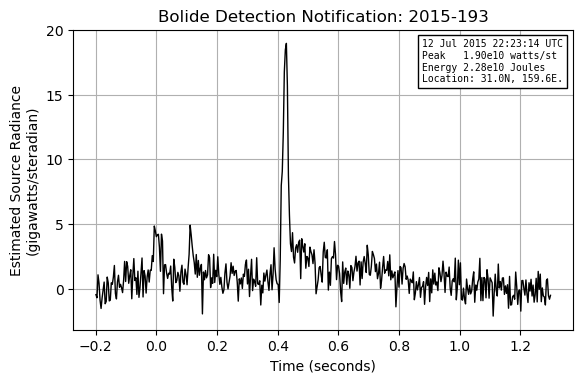 Bolide Detection Notification: 2015-193
12 Jul 2015 22:23:14 UTC
Peak   1.90e10 watts/st
Energy 2.28e10 Joules
Location: 31.0N, 159.6E.
Estimated Source Radiance
(gigawatts/steradian)
20
15
10
5
0
−0.2 0.0 0.2 0.4 0.6 0.8 1.0 1.2
Time (seconds)